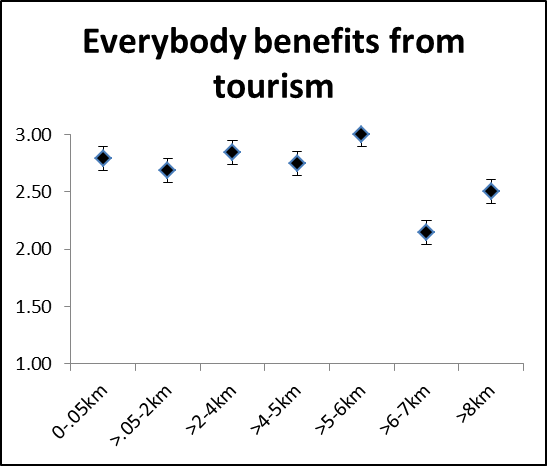 Everybody benefits from
tourism
3.00
2.50
2.00
1.50
1.00
0-.05km
>.05-2km
>2-4km
>4-5km
>5-6km
>6-7km
>8km